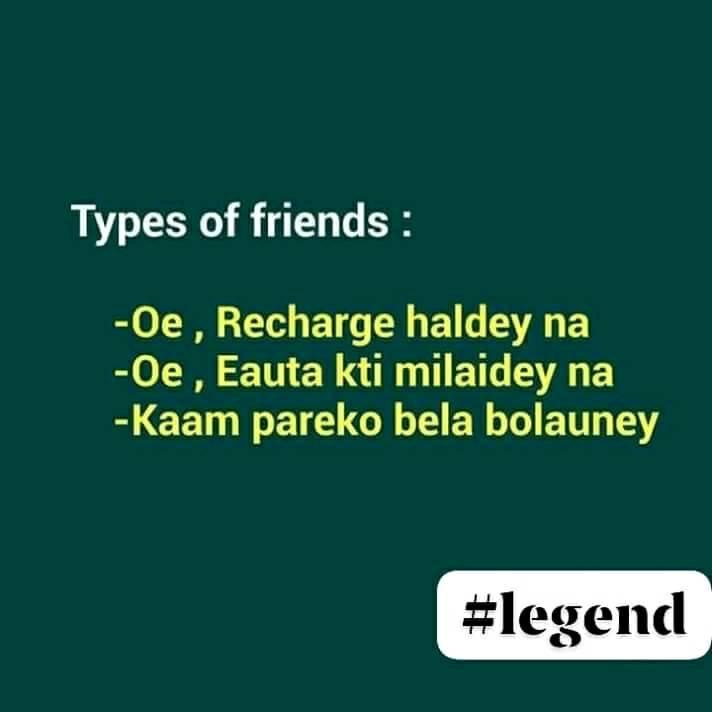 Types of friends :
-Oe , Recharge haldey na
-Oe , Eauta kti milaidey na
-Kaam pareko bela bolauney
#legend